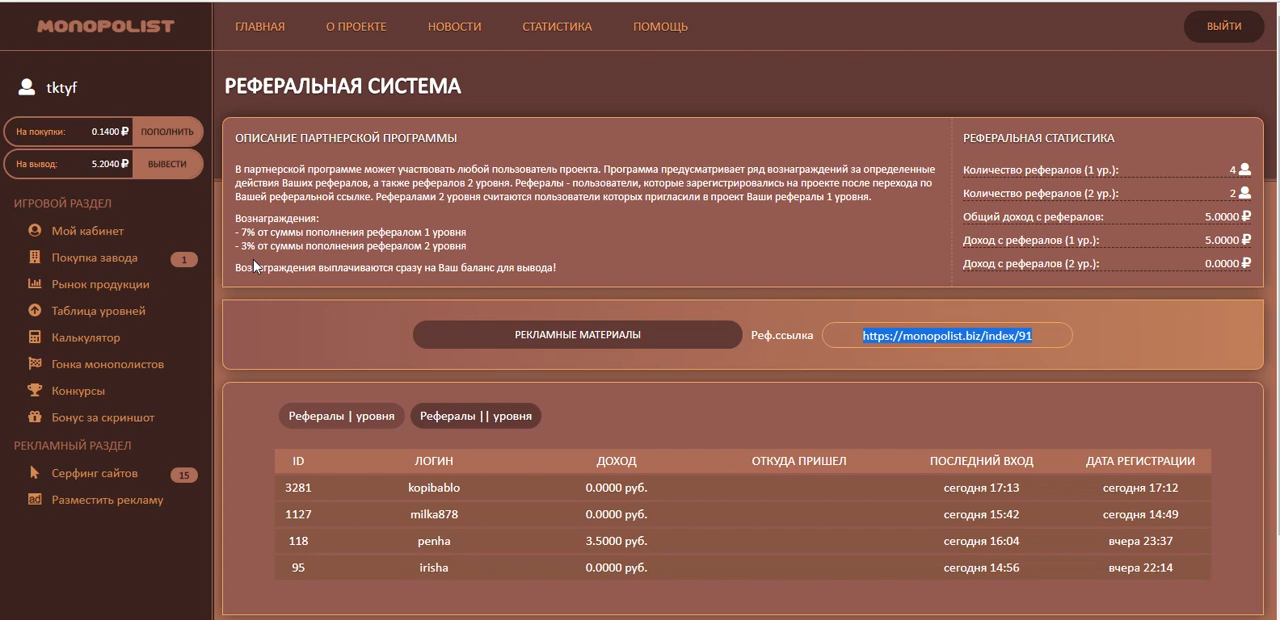 MONOPOLIST
ГЛАВНАЯ
О ПРОЕКТЕ
НОВОСТИ
СТАТИСТИКА
ПОМОЩЬ
ВЫЙТИ
tktyf
На покупки: 0.1400 ₽ ПОПОЛНИТЬ
На вывод: 5.2040 ₽ ВЫВЕСТИ
ИГРОВОЙ РАЗДЕЛ
Мой кабинет
Покупка завода 1
Рынок продукции
Таблица уровней
Калькулятор
Гонка монополистов
Конкурсы
Бонус за скриншот
РЕКЛАМНЫЙ РАЗДЕЛ
Серфинг сайтов 15
ad Разместить рекламу
РЕФЕРАЛЬНАЯ СИСТЕМА
ОПИСАНИЕ ПАРТНЕРСКОЙ ПРОГРАММЫ
В партнерской программе может участвовать любой пользователь проекта. Программа предусматривает ряд вознаграждений за определенные
действия Ваших рефералов, а также рефералов 2 уровня. Рефералы - пользователи, которые зарегистрировались на проекте после перехода по
Вашей реферальной ссылке. Рефералами 2 уровня считаются пользователи которых пригласили в проект Ваши рефералы 1 уровня.
Вознаграждения:
- 7% от суммы пополнения рефералом 1 уровня
- 3% от суммы пополнения рефералом 2 уровня
Вознаграждения выплачиваются сразу на Ваш баланс для вывода!
РЕФЕРАЛЬНАЯ СТАТИСТИКА
Количество рефералов (1 ур.): 4
Количество рефералов (2 ур.): 2
Общий доход с рефералов: 5.0000 ₽
Доход с рефералов (1 ур.): 5.0000 ₽
Доход с рефералов (2 ур.): 0.0000 ₽
РЕКЛАМНЫЕ МАТЕРИАЛЫ
Реф.ссылка https://monopolist.biz/index/91
Рефералы | уровня
Рефералы || уровня
ID ЛОГИН ДОХОД ОТКУДА ПРИШЕЛ ПОСЛЕДНИЙ ВХОД ДАТА РЕГИСТРАЦИИ
3281 kopibablo 0.0000 руб. сегодня 17:13 сегодня 17:12
1127 milka878 0.0000 руб. сегодня 15:42 сегодня 14:49
118 penha 3.5000 руб. сегодня 16:04 вчера 23:37
95 irisha 0.0000 руб. сегодня 14:56 вчера 22:14